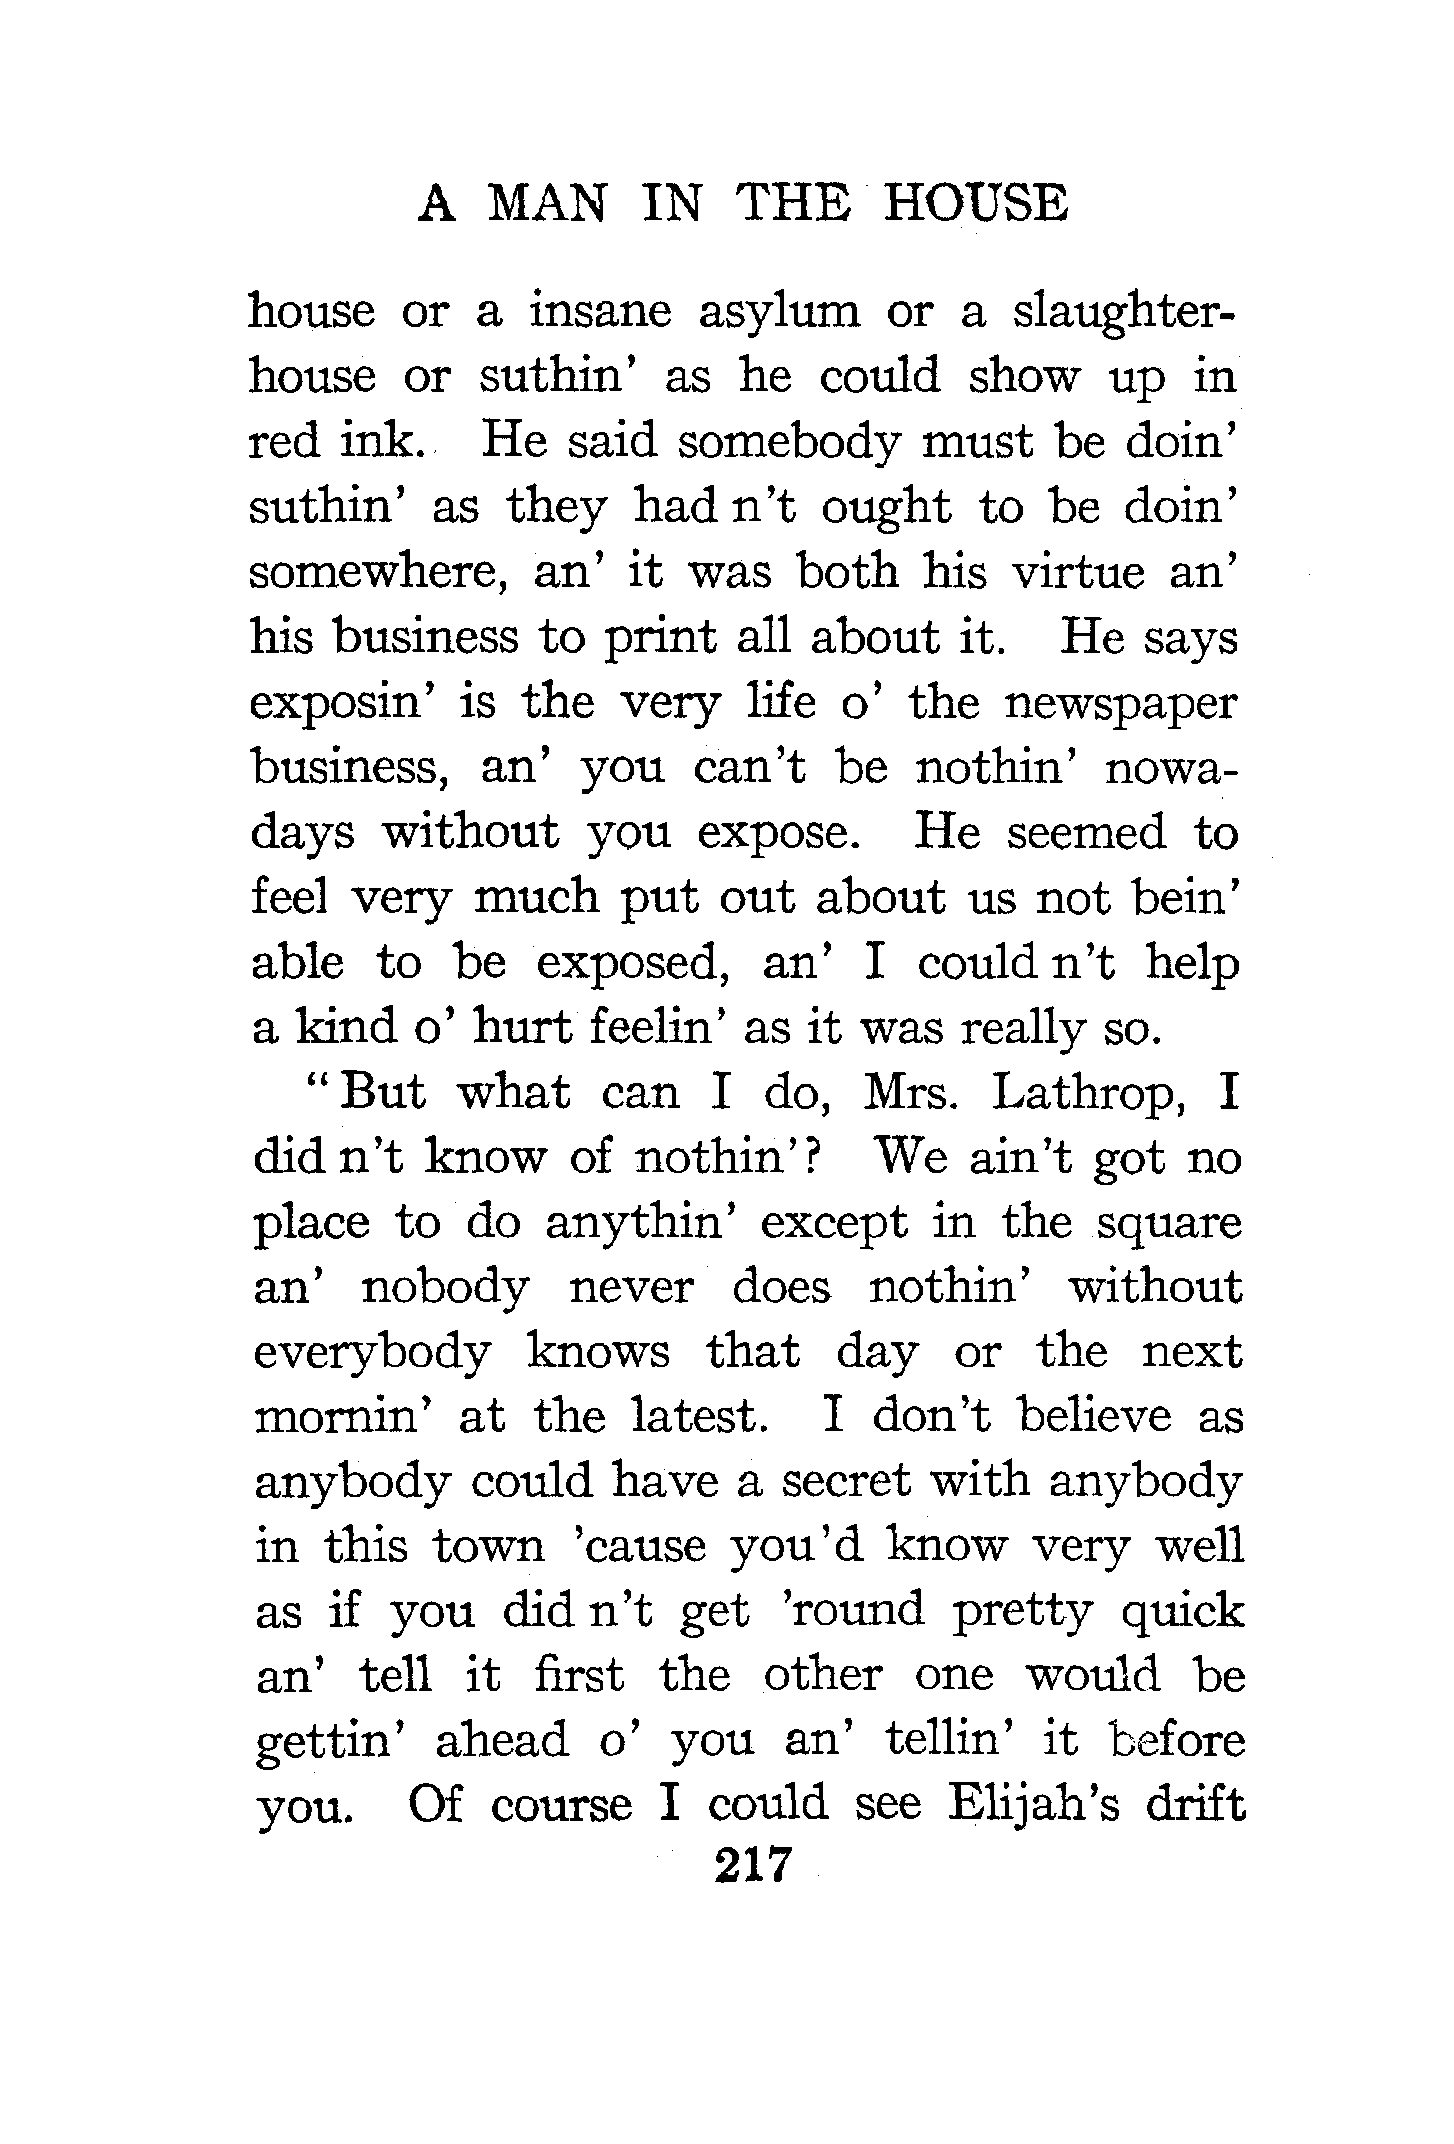 A MAN IN THE HOUSE
house or a insane asylum or a slaughter-
house or suthin' as he could show up in
red ink. He said somebody must be doin'
suthin' as they had n't ought to be doin'
somewhere, an' it was both his virtue an'
his business to print all about it. He says
exposin' is the very life o' the newspaper
business, an' you can't be nothin' nowa-
days without you expose. He seemed to
feel very much put out about us not bein'
able to be exposed, an' I could n't help
a kind o' hurt feelin' as it was really so.
"But what can I do, Mrs. Lathrop, I
did n't know of nothin'? We ain't got no
place to do anythin' except in the square
an' nobody never does nothin' without
everybody knows that day or the next
mornin' at the latest. I don't believe as
anybody could have a secret with anybody
in this town 'cause you'd know very well
as if you did n't get 'round pretty quick
an' tell it first the other one would be
gettin' ahead o' you an' tellin' it before
you. Of course I could see Elijah's drift
217